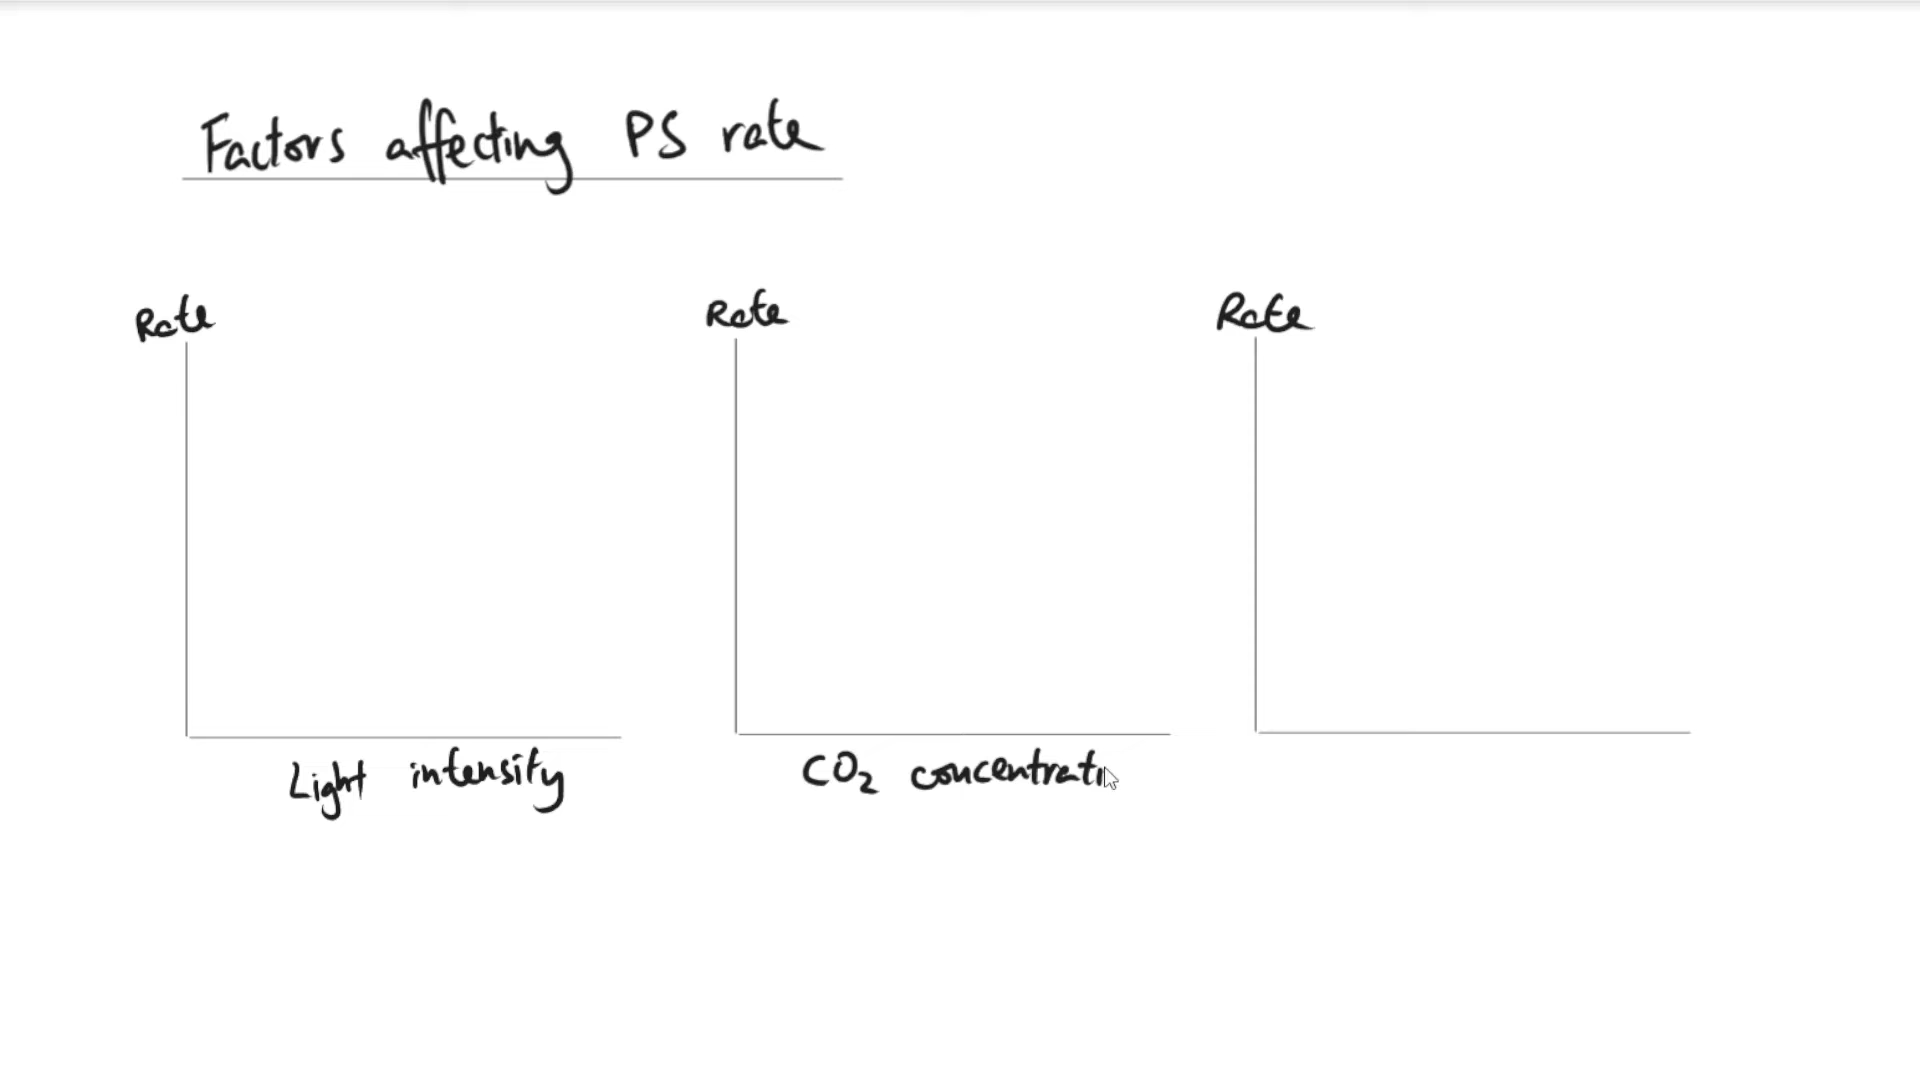 Factors affecting PS rate
Rate
Rate
Rate
Light intensity
CO₂ concentrati